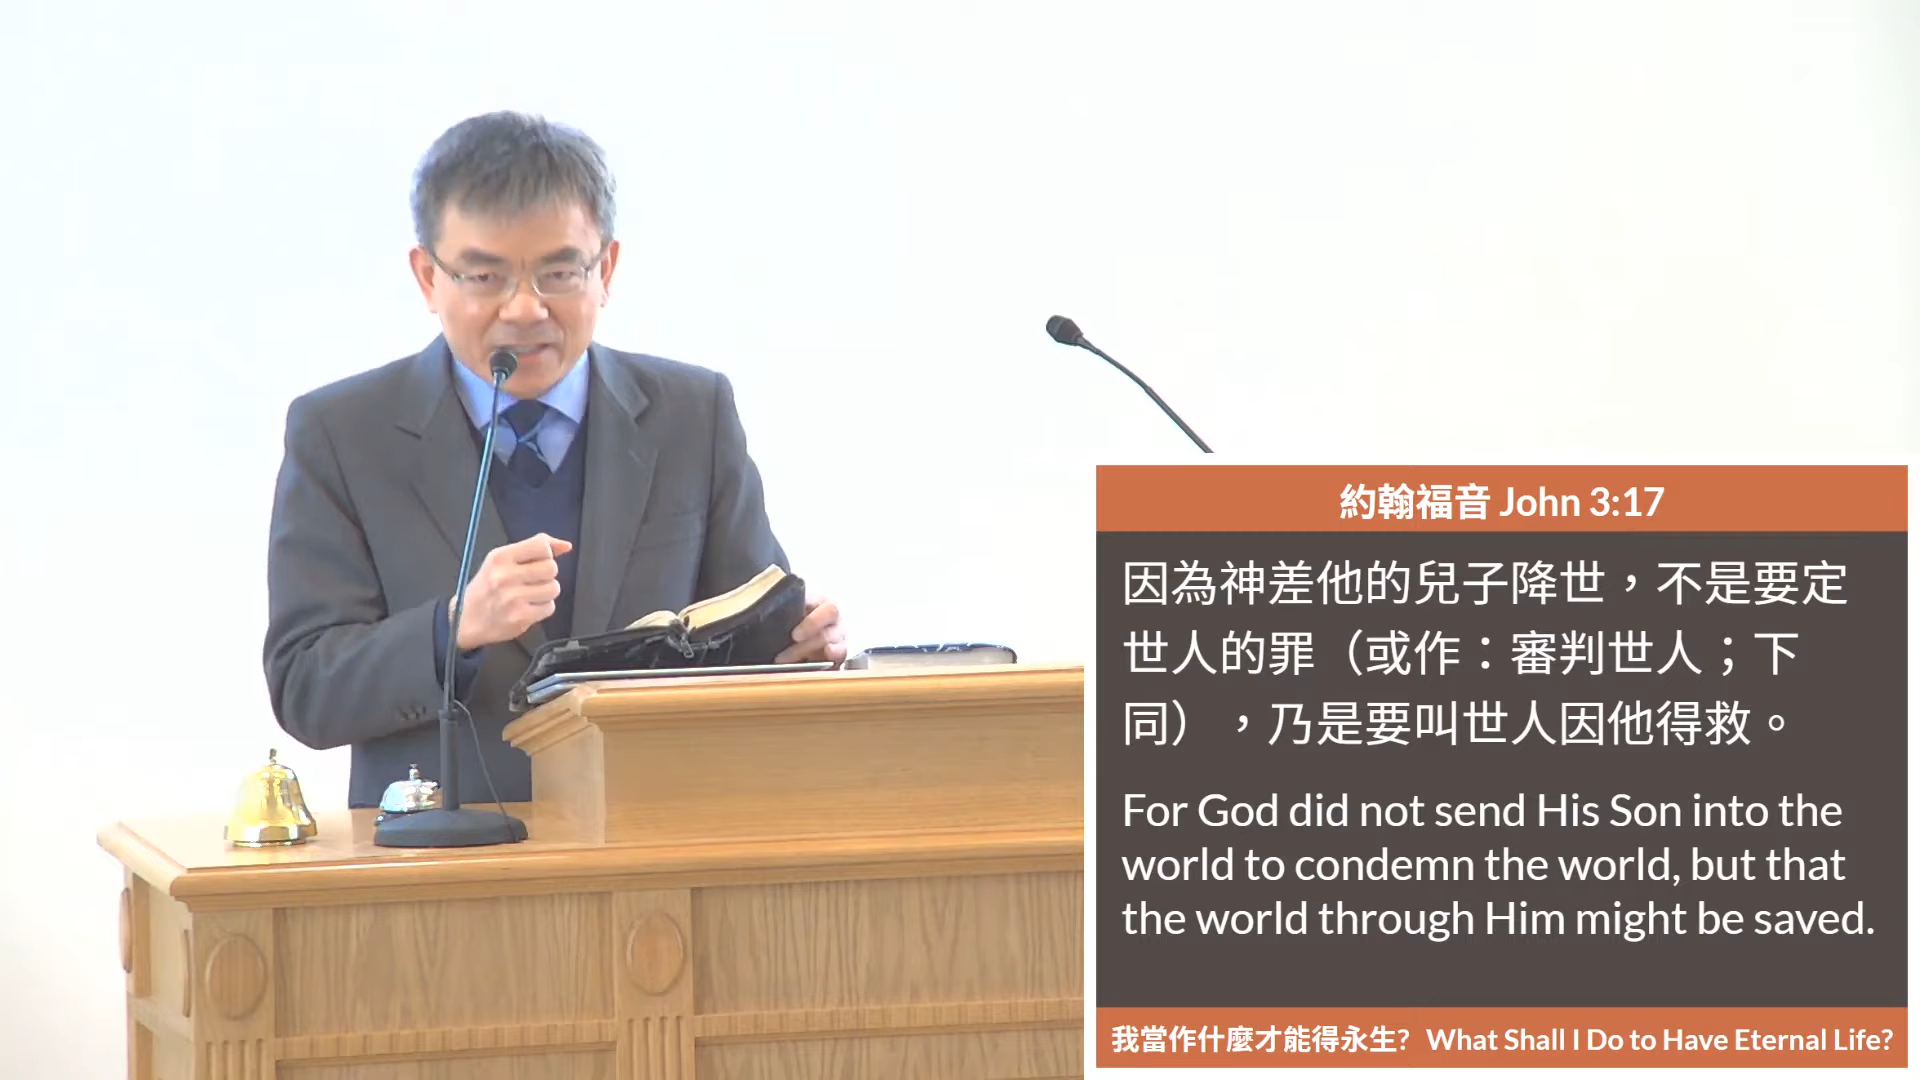 約翰福音 John 3:17
因為神差他的兒子降世，不是要定
世人的罪（或作：審判世人；下
同），乃是要叫世人因他得救。
For God did not send His Son into the
world to condemn the world, but that
the world through Him might be saved.
我當作什麼才能得永生? What Shall I Do to Have Eternal Life?